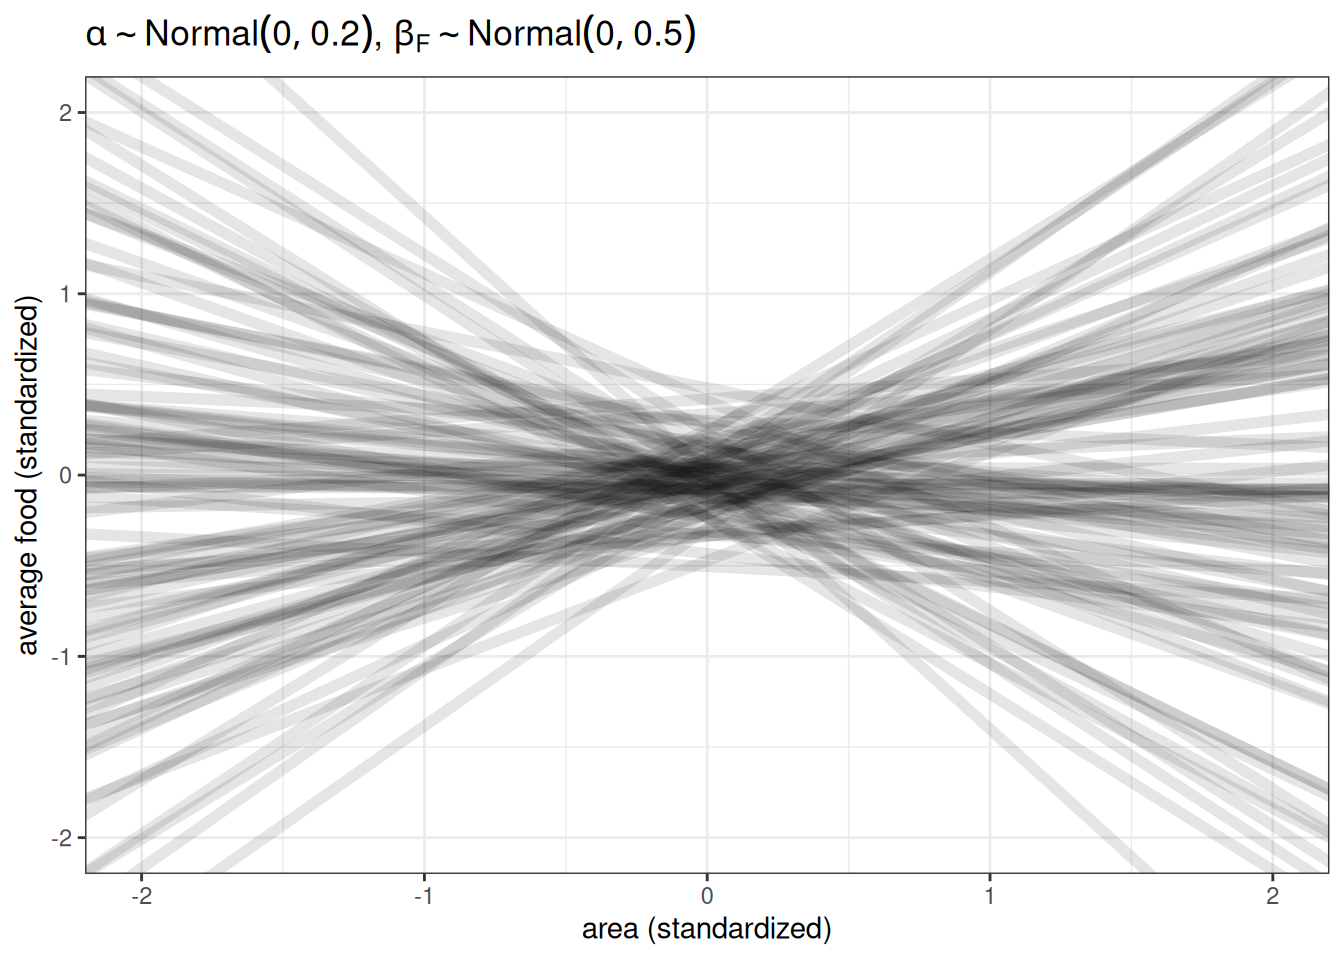 α ~ Normal(0, 0.2), β_F ~ Normal(0, 0.5)
2
1
0
-1
-2
average food (standardized)
-2 -1 0 1 2
area (standardized)